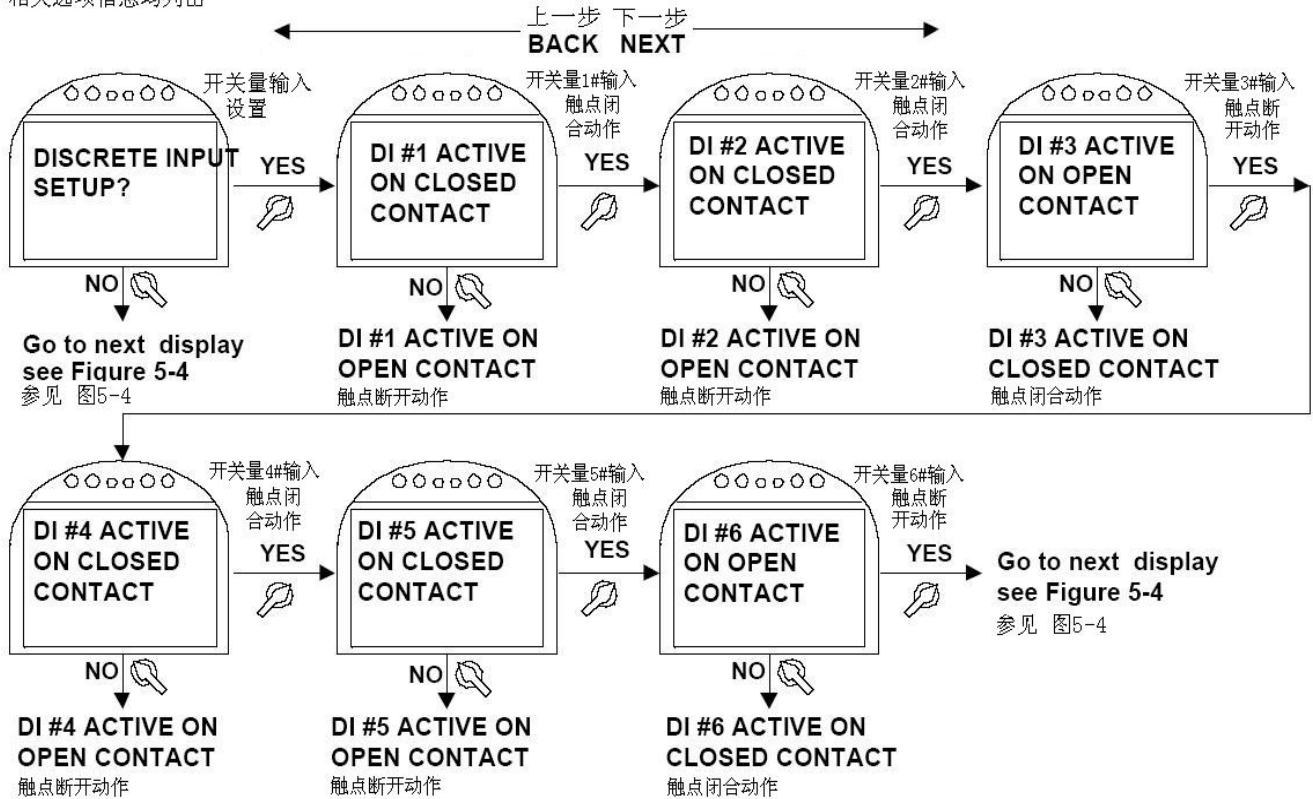 相关选项信息均列出
上一步 下一步
BACK NEXT
开关量输入
设置
DISCRETE INPUT
SETUP?
YES
NO
Go to next display
see Figure 5-4
参见 图5-4
开关量1#输入
触点闭
合动作
DI #1 ACTIVE
ON CLOSED
CONTACT
YES
NO
DI #1 ACTIVE ON
OPEN CONTACT
触点断开动作
开关量2#输入
触点闭
合动作
DI #2 ACTIVE
ON CLOSED
CONTACT
YES
NO
DI #2 ACTIVE ON
OPEN CONTACT
触点断开动作
开关量3#输入
触点断
开动作
DI #3 ACTIVE
ON OPEN
CONTACT
YES
NO
DI #3 ACTIVE ON
CLOSED CONTACT
触点闭合动作
开关量4#输入
触点闭
合动作
DI #4 ACTIVE
ON CLOSED
CONTACT
YES
NO
DI #4 ACTIVE ON
OPEN CONTACT
触点断开动作
开关量5#输入
触点闭
合动作
DI #5 ACTIVE
ON CLOSED
CONTACT
YES
NO
DI #5 ACTIVE ON
OPEN CONTACT
触点断开动作
开关量6#输入
触点断
开动作
DI #6 ACTIVE
ON OPEN
CONTACT
YES
NO
DI #6 ACTIVE ON
CLOSED CONTACT
触点闭合动作
Go to next display
see Figure 5-4
参见 图5-4